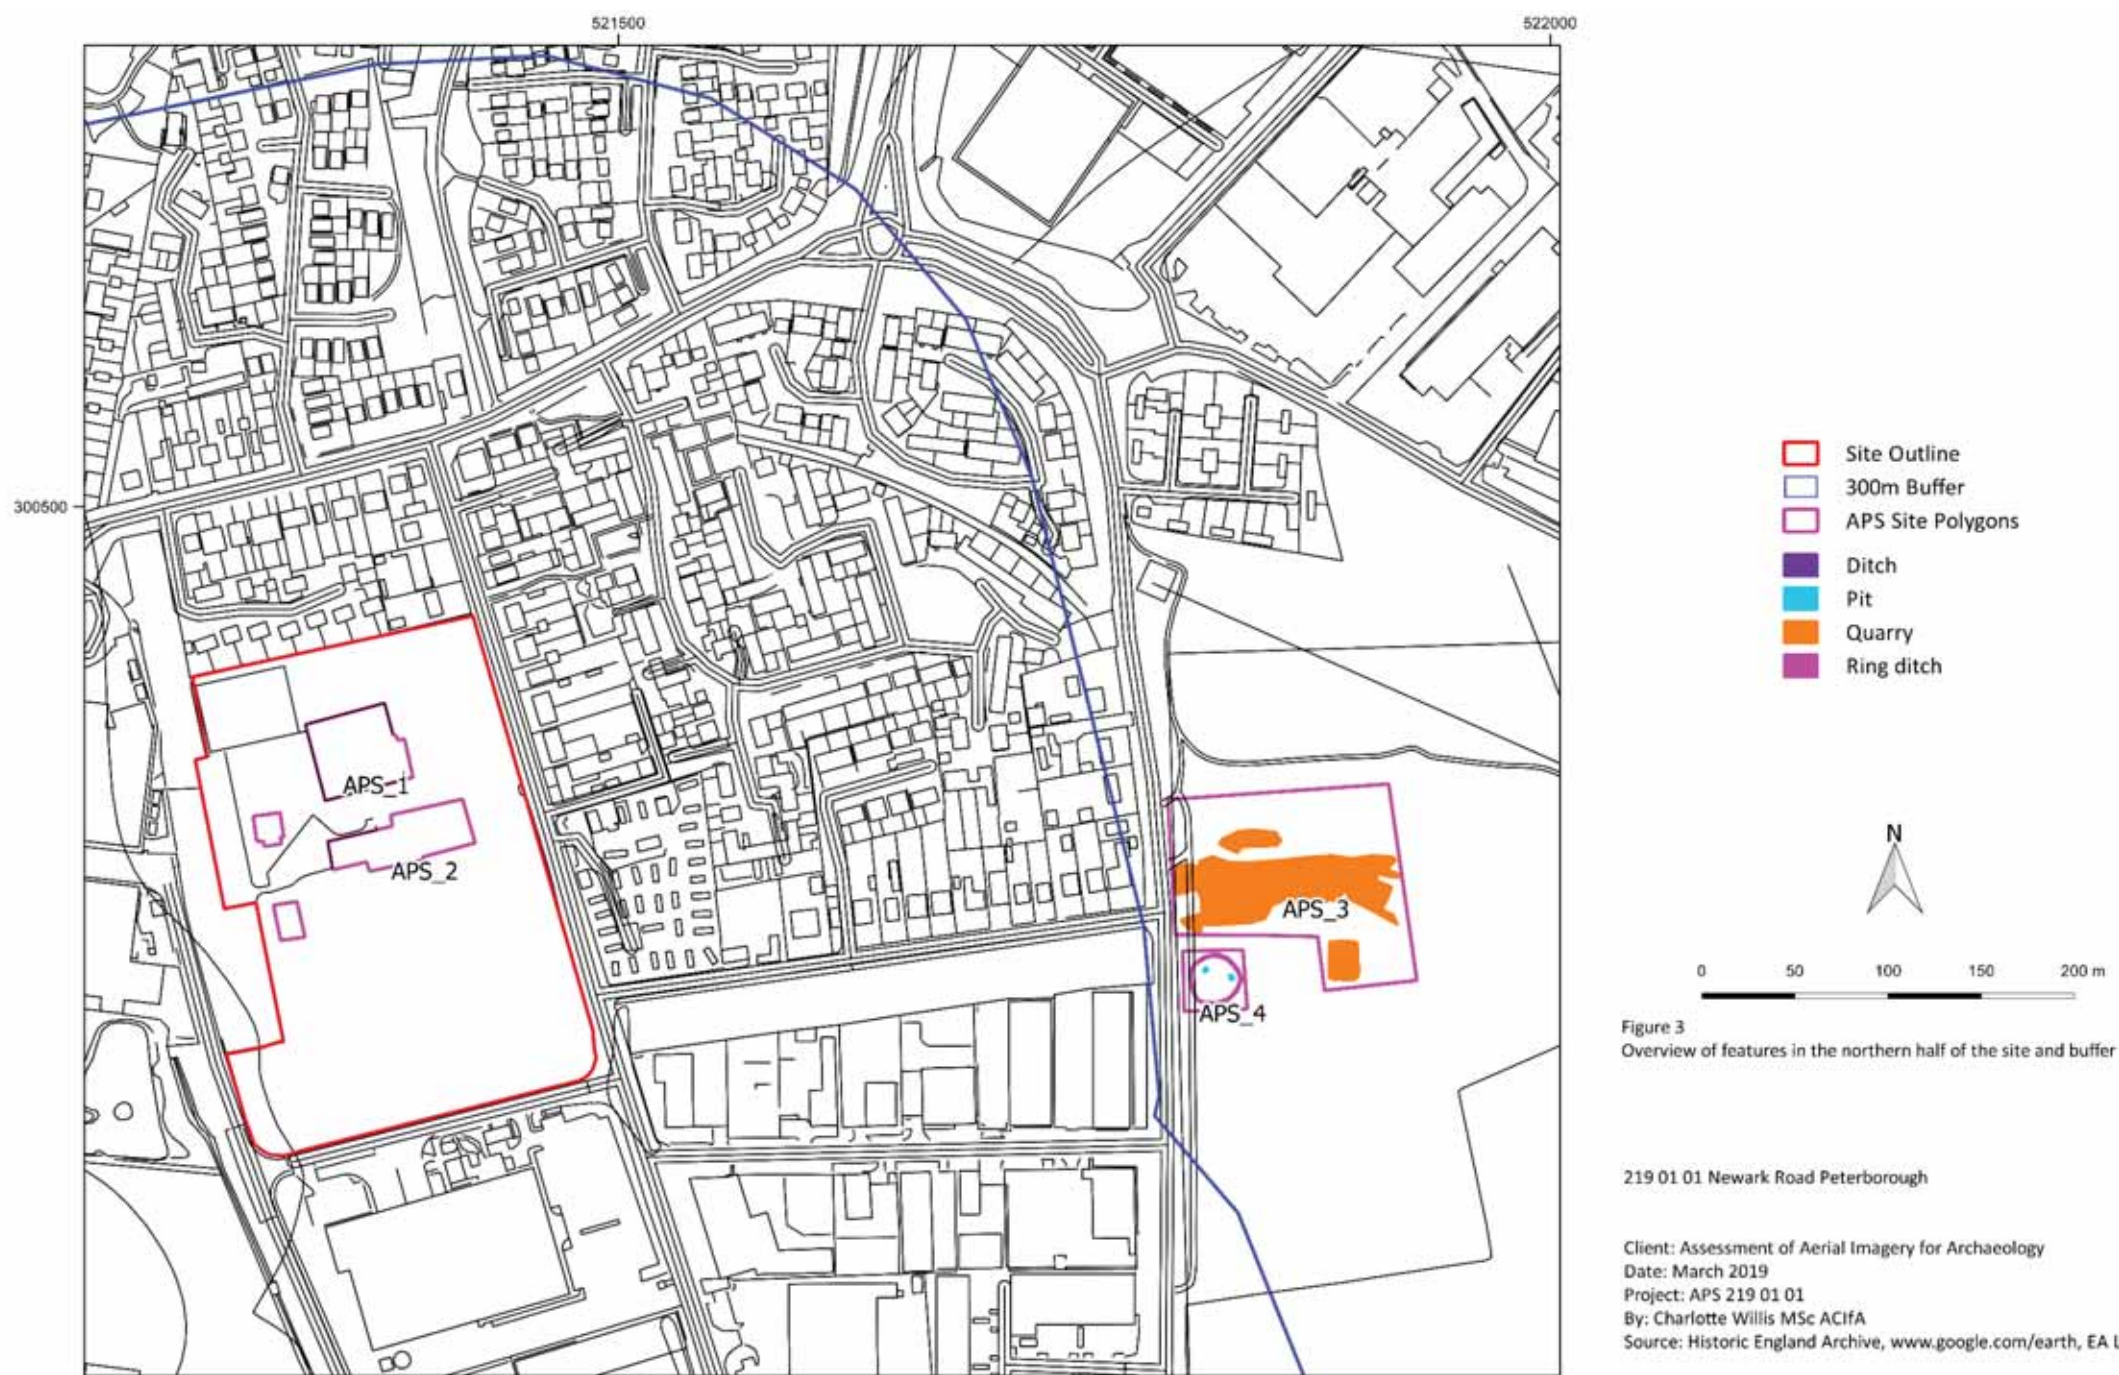 521500
522000
300500
APS_1
APS_2
APS_3
APS_4
Site Outline
300m Buffer
APS Site Polygons
Ditch
Pit
Quarry
Ring ditch
N
0 50 100 150 200 m
Figure 3
Overview of features in the northern half of the site and buffer
219 01 01 Newark Road Peterborough
Client: Assessment of Aerial Imagery for Archaeology
Date: March 2019
Project: APS 219 01 01
By: Charlotte Willis MSc ACIfA
Source: Historic England Archive, www.google.com/earth, EA L